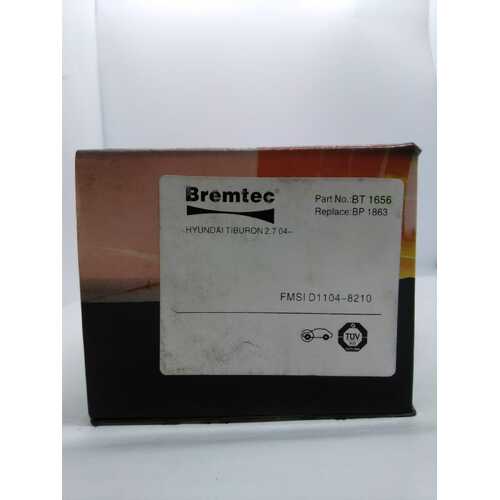 Bremtec
Part No.:BT 1656
Replace:BP 1863
HYUNDAI TIBURON 2.7 04-
FMSI D1104-8210
TÜV